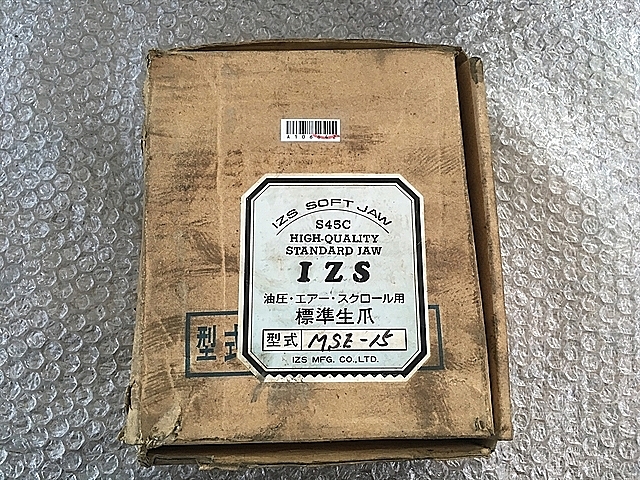 IZS SOFT JAW
S45C
HIGH-QUALITY
STANDARD JAW
IZS
油圧・エアー・スクロール用
標準生爪
型式 MSE-15
IZS MFG. CO.,LTD.
型式